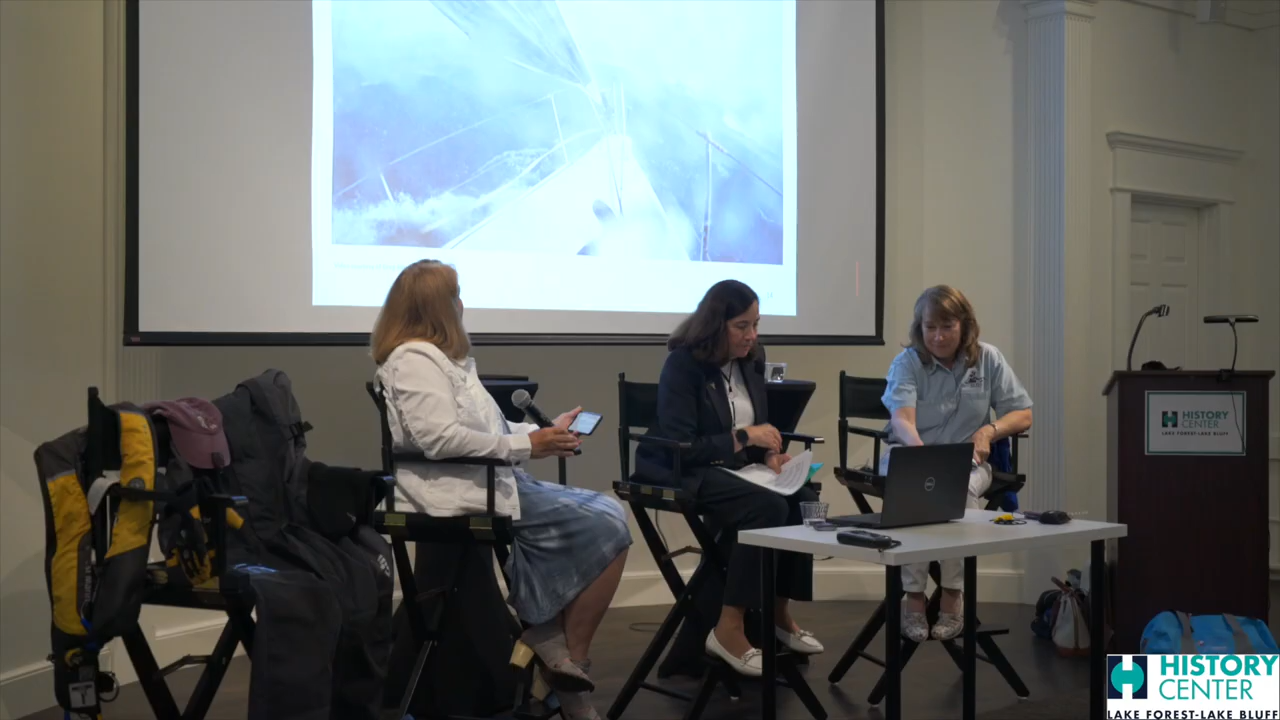 HISTORY
CENTER
LAKE FOREST-LAKE BLUFF
DELL
HISTORY
CENTER
LAKE FOREST-LAKE BLUFF